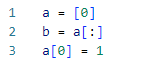 1 a = [0]
2 b = a[:]
3 a[0] = 1